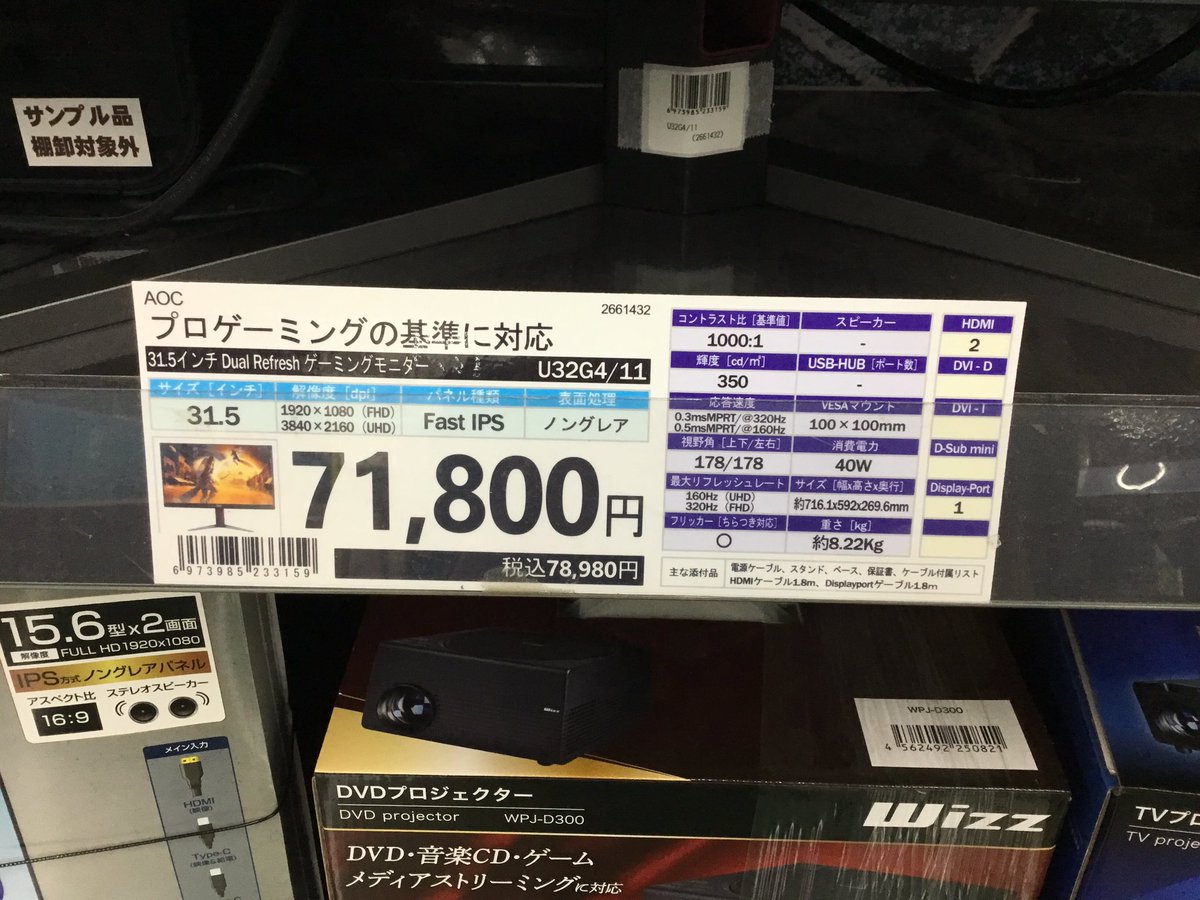 サンプル品
棚卸対象外
6973985233159
U32G4/11
(2661432)
AOC
2661432
プロゲーミングの基準に対応
31.5インチ Dual Refresh ゲーミングモニター
U32G4/11
サイズ［インチ］
31.5
解像度［dpi］
1920×1080（FHD）
3840×2160（UHD）
パネル種類
Fast IPS
表面処理
ノングレア
71,800円
税込78,980円
6973985233159
コントラスト比［基準値］
1000:1
スピーカー
-
輝度［cd/㎡］
350
USB-HUB［ポート数］
-
応答速度
0.3msMPRT/@320Hz
0.5msMPRT/@160Hz
VESAマウント
100×100mm
視野角［上下/左右］
178/178
消費電力
40W
最大リフレッシュレート
160Hz（UHD）
320Hz（FHD）
サイズ［幅x高さx奥行］
約716.1x592x269.6mm
フリッカー［ちらつき対応］
○
重さ［kg］
約8.22Kg
HDMI
2
DVI - D
DVI - I
D-Sub mini
Display-Port
1
主な添付品
電源ケーブル、スタンド、ベース、保証書、ケーブル付属リスト
HDMIケーブル1.8m、Displayportケーブル1.8m
15.6型x2画面
解像度 FULL HD1920x1080
IPS方式ノングレアパネル
アスペクト比
16:9
ステレオスピーカー
メイン入力
HDMI
(映像)
Type-C
(映像&給電)
Wizz
WPJ-D300
4562492250821
DVDプロジェクター
DVD projector WPJ-D300
Wizz
DVD・音楽CD・ゲーム
メディアストリーミングに対応
TVプロ
TV proje